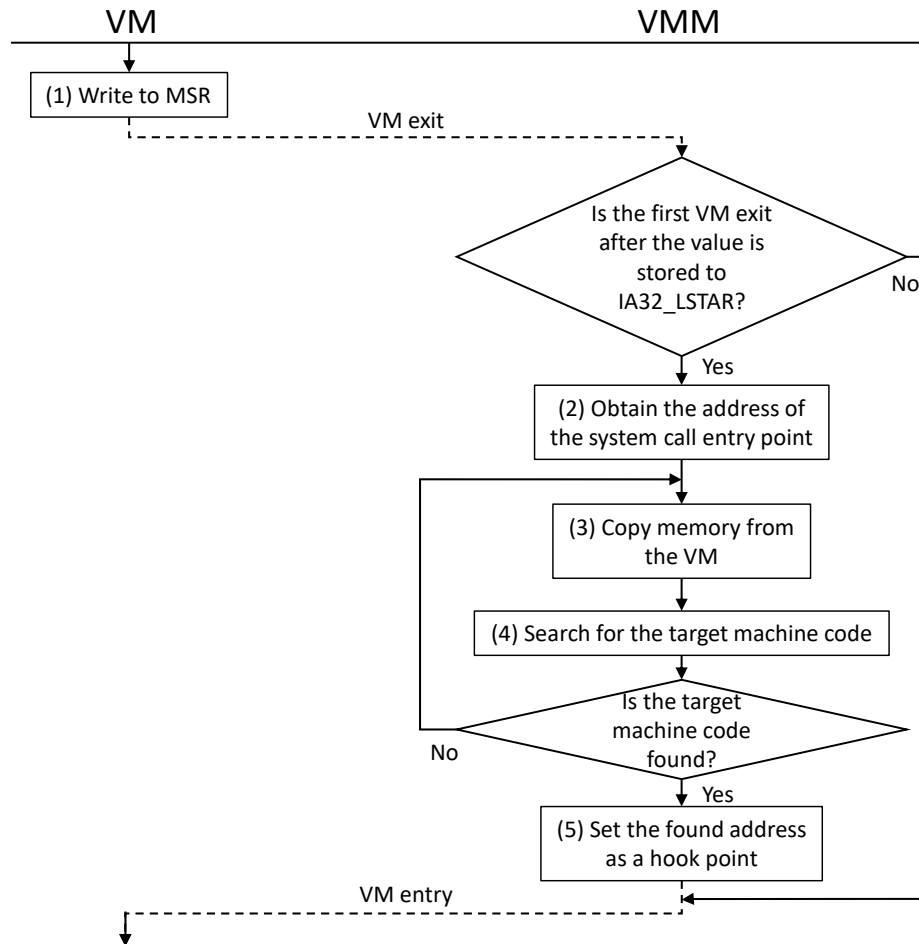 VM
VMM
(1) Write to MSR
VM exit
Is the first VM exit
after the value is
stored to
IA32_LSTAR?
No
Yes
(2) Obtain the address of
the system call entry point
(3) Copy memory from
the VM
(4) Search for the target machine code
Is the target
machine code
found?
No
Yes
(5) Set the found address
as a hook point
VM entry